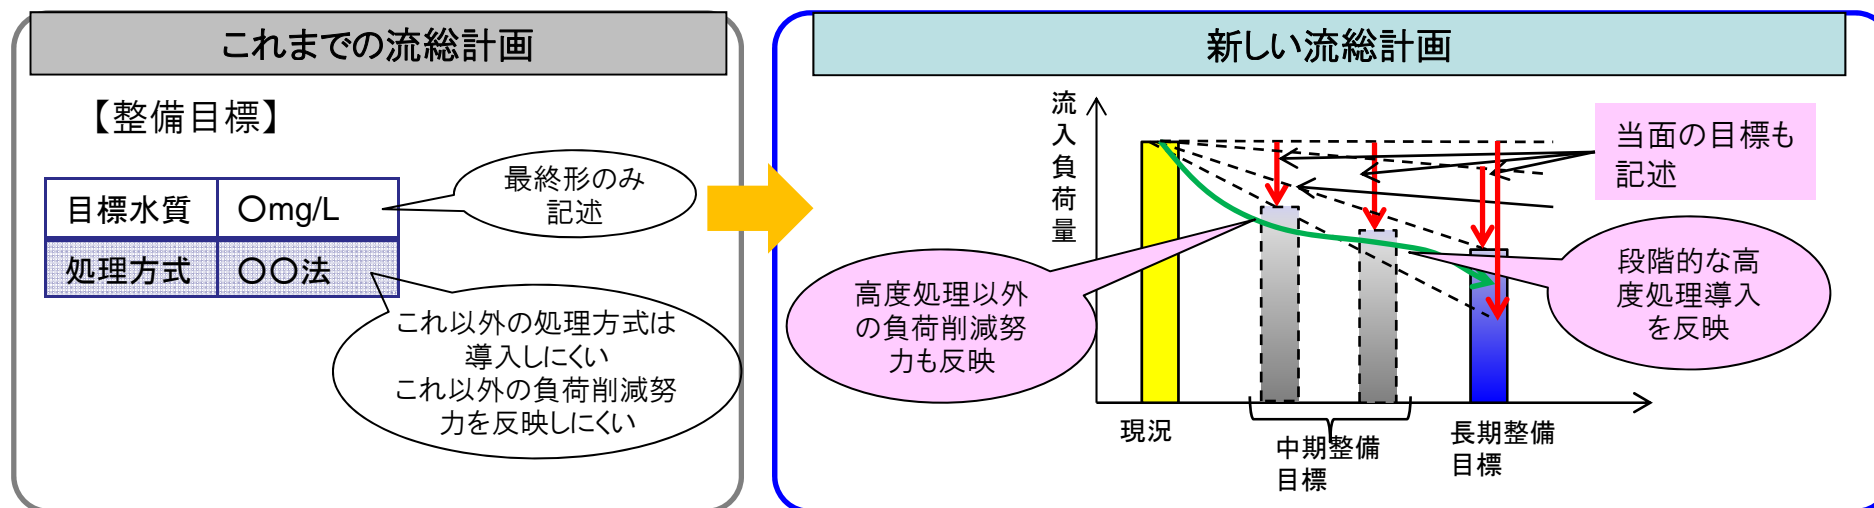 これまでの流総計画
【整備目標】
目標水質 〇mg/L
処理方式 〇〇法
最終形のみ
記述
これ以外の処理方式は
導入しにくい
これ以外の負荷削減努
力を反映しにくい
新しい流総計画
流入負荷量
当面の目標も
記述
高度処理以外
の負荷削減努
力も反映
段階的な高
度処理導入
を反映
現況
中期整備
目標
長期整備
目標